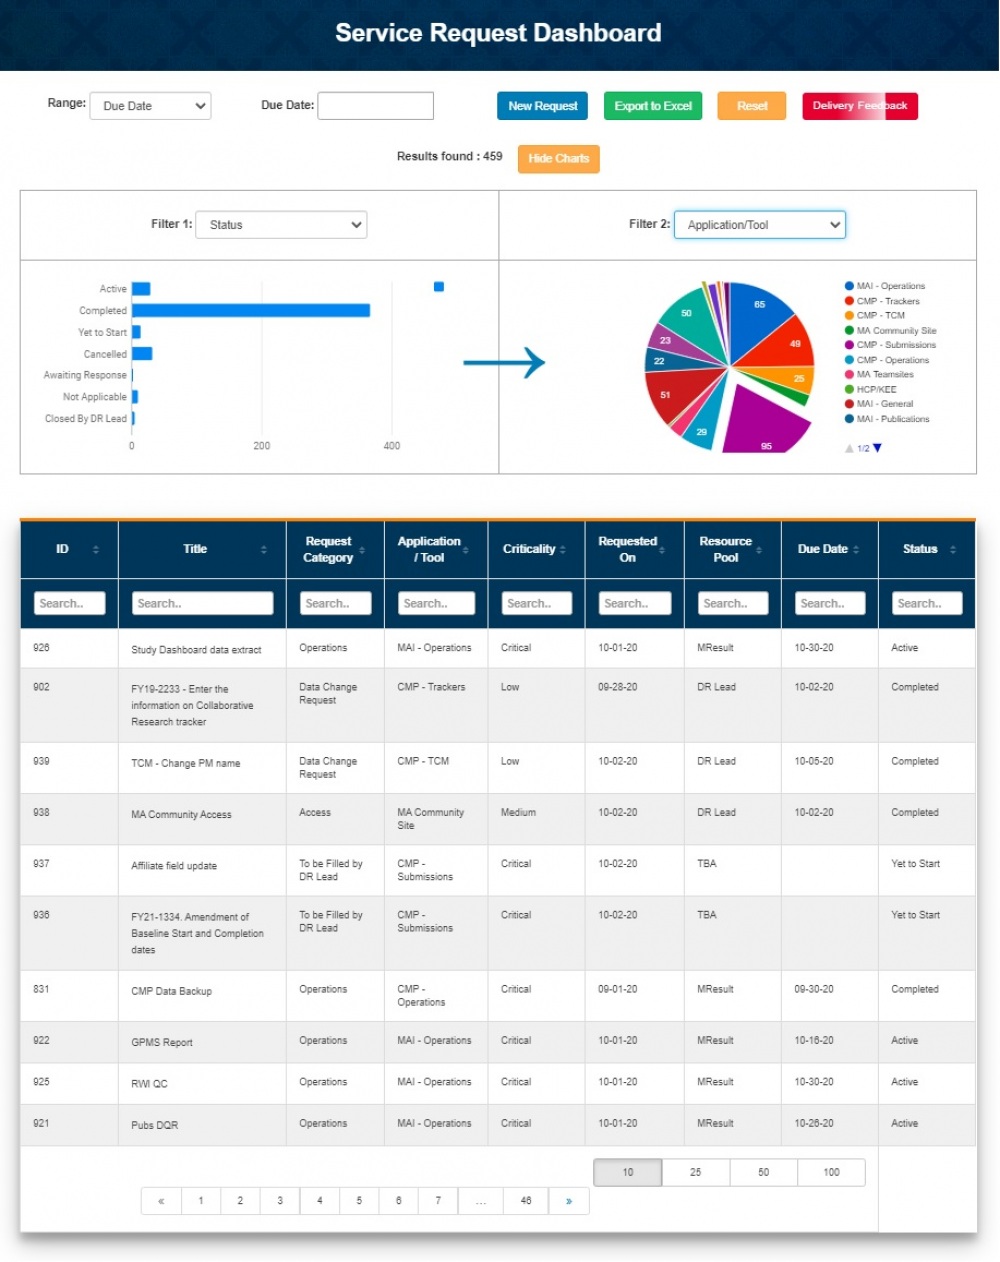 Service Request Dashboard
Range: Due Date Due Date: New Request Export to Excel Reset Delivery Feedback
Results found : 459 Hide Charts
Filter 1: Status Filter 2: Application/Tool
Active
Completed
Yet to Start
Cancelled
Awaiting Response
Not Applicable
Closed By DR Lead
0 200 400
65
49
25
95
29
51
22
23
50
MAI - Operations
CMP - Trackers
CMP - TCM
MA Community Site
CMP - Submissions
CMP - Operations
MA Teamsites
HCP/KEE
MAI - General
MAI - Publications
1/2
ID Title Request Category Application / Tool Criticality Requested On Resource Pool Due Date Status
Search.. Search.. Search.. Search.. Search.. Search.. Search.. Search.. Search..
926 Study Dashboard data extract Operations MAI - Operations Critical 10-01-20 MResult 10-30-20 Active
902 FY19-2233 - Enter the information on Collaborative Research tracker Data Change Request CMP - Trackers Low 09-28-20 DR Lead 10-02-20 Completed
939 TCM - Change PM name Data Change Request CMP - TCM Low 10-02-20 DR Lead 10-05-20 Completed
938 MA Community Access Access MA Community Site Medium 10-02-20 DR Lead 10-02-20 Completed
937 Affiliate field update To be Filled by DR Lead CMP - Submissions Critical 10-02-20 TBA Yet to Start
936 FY21-1334. Amendment of Baseline Start and Completion dates To be Filled by DR Lead CMP - Submissions Critical 10-02-20 TBA Yet to Start
831 CMP Data Backup Operations CMP - Operations Critical 09-01-20 MResult 09-30-20 Completed
922 GPMS Report Operations MAI - Operations Critical 10-01-20 MResult 10-16-20 Active
925 RWI QC Operations MAI - Operations Critical 10-01-20 MResult 10-30-20 Active
921 Pubs DQR Operations MAI - Operations Critical 10-01-20 MResult 10-26-20 Active
10 25 50 100
« 1 2 3 4 5 6 7 ... 46 »